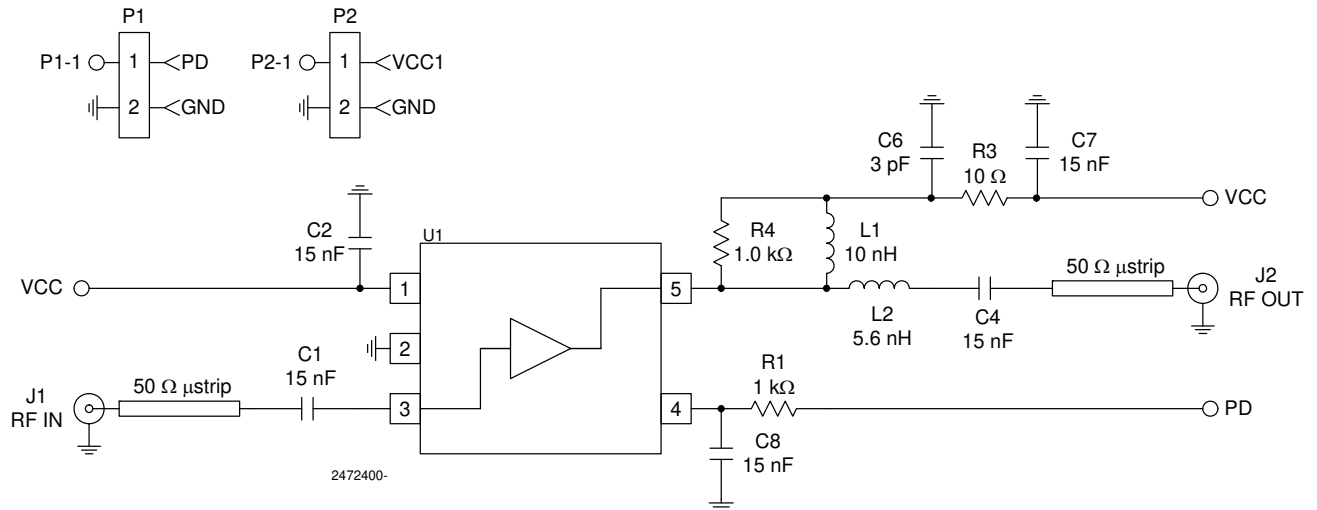 P1
P2
P1-1
1
PD
2
GND
P2-1
1
VCC1
2
GND
C6
3 pF
R3
10 Ω
C7
15 nF
VCC
C2
15 nF
U1
R4
1.0 kΩ
L1
10 nH
VCC
1
5
50 Ω µstrip
J2
RF OUT
L2
5.6 nH
C4
15 nF
2
C1
15 nF
R1
1 kΩ
J1
RF IN
50 Ω µstrip
3
4
PD
C8
15 nF
2472400-